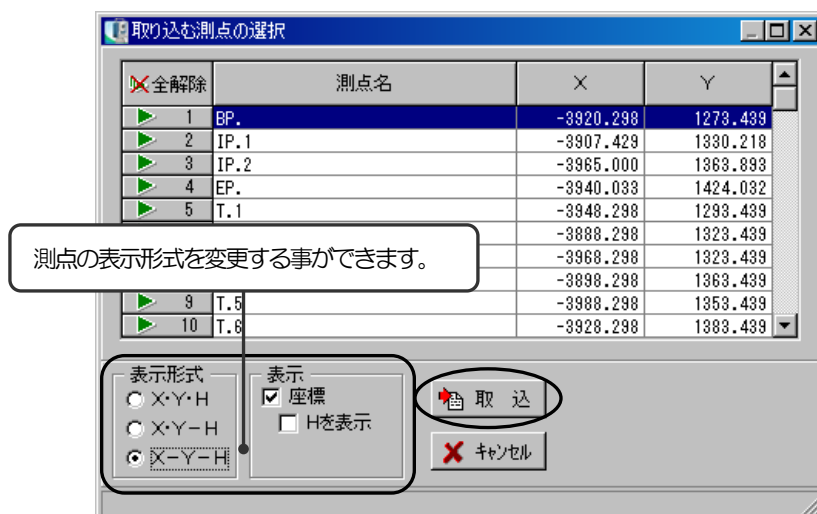 取り込む測点の選択
全解除 測点名 X Y
1 BP. -3920.298 1273.439
2 IP.1 -3907.429 1330.218
3 IP.2 -3965.000 1363.893
4 EP. -3940.033 1424.032
5 T.1 -3948.298 1293.439
-3888.298 1323.439
測点の表示形式を変更する事ができます。
-3968.298 1323.439
-3898.298 1363.439
9 T.5 -3988.298 1353.439
10 T.6 -3928.298 1383.439
表示形式
X・Y・H
X・Y－H
X－Y－H
表示
座標
Hを表示
取 込
キャンセル